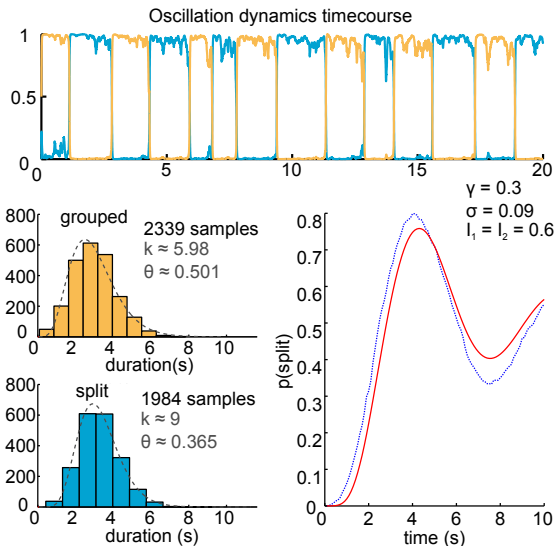 Oscillation dynamics timecourse
1
0.5
0
0 5 10 15 20
γ = 0.3
σ = 0.09
I₁ = I₂ = 0.6
800
600
400
200
0
grouped
2339 samples
k ≈ 5.98
θ ≈ 0.501
0 2 4 6 8 10
duration(s)
800
600
400
200
0
split
1984 samples
k ≈ 9
θ ≈ 0.365
0 2 4 6 8 10
duration (s)
p(split)
0.8
0.7
0.6
0.5
0.4
0.3
0.2
0.1
0
0 2 4 6 8 10
time (s)